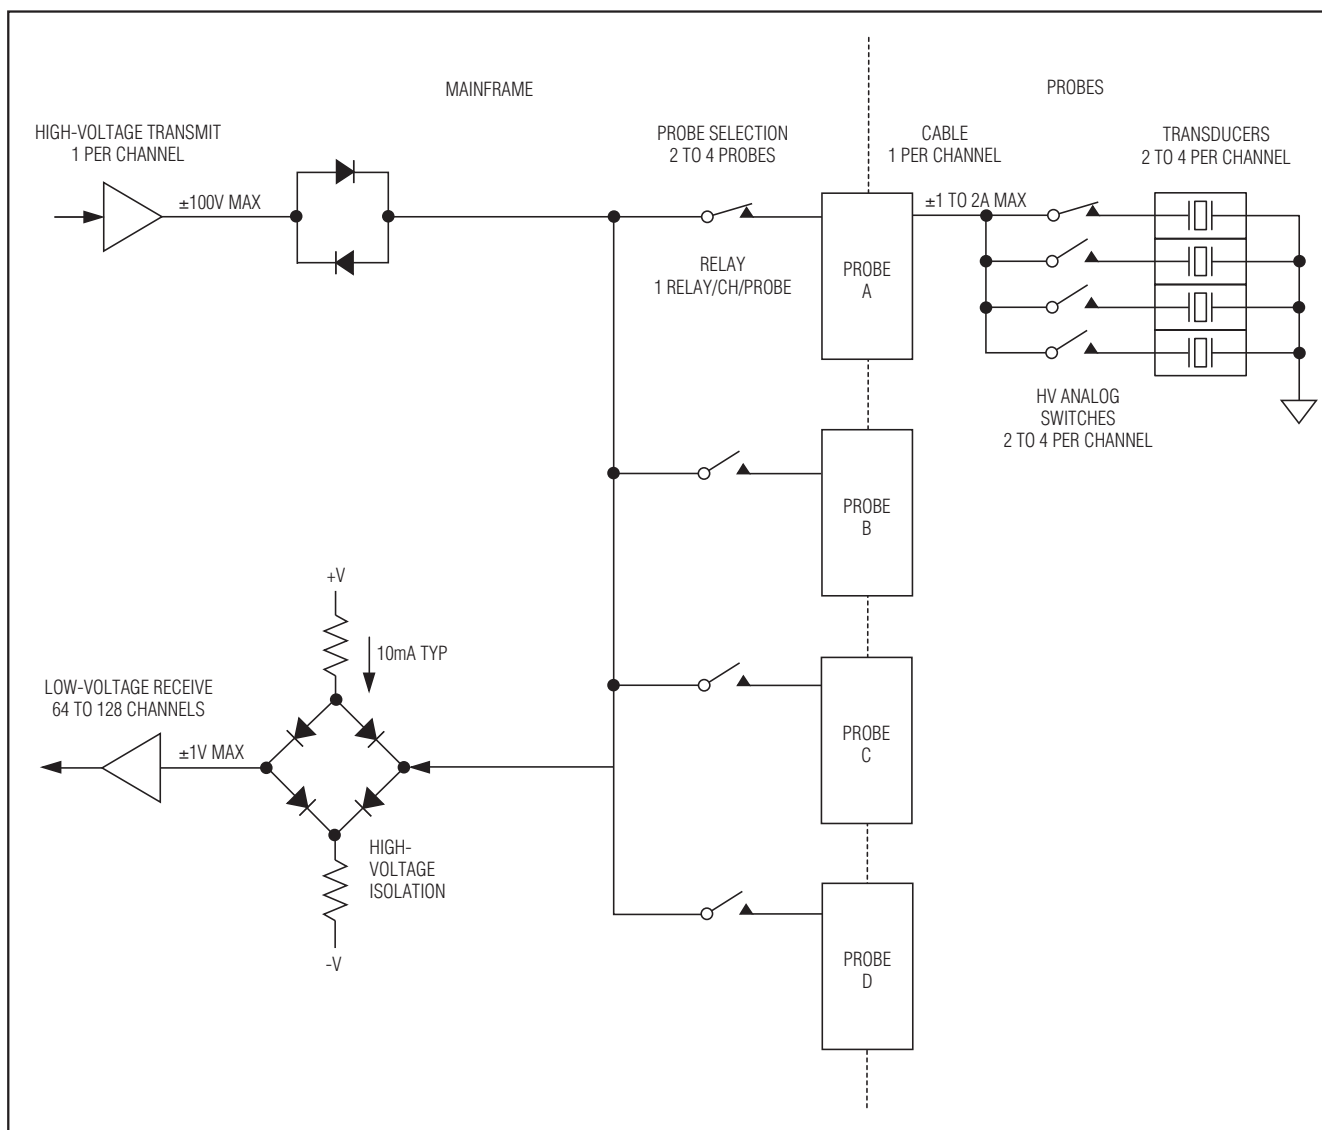 MAINFRAME
PROBES
HIGH-VOLTAGE TRANSMIT
1 PER CHANNEL
PROBE SELECTION
2 TO 4 PROBES
CABLE
1 PER CHANNEL
TRANSDUCERS
2 TO 4 PER CHANNEL
±100V MAX
±1 TO 2A MAX
RELAY
1 RELAY/CH/PROBE
PROBE
A
HV ANALOG
SWITCHES
2 TO 4 PER CHANNEL
PROBE
B
+V
10mA TYP
LOW-VOLTAGE RECEIVE
64 TO 128 CHANNELS
±1V MAX
PROBE
C
HIGH-
VOLTAGE
ISOLATION
-V
PROBE
D